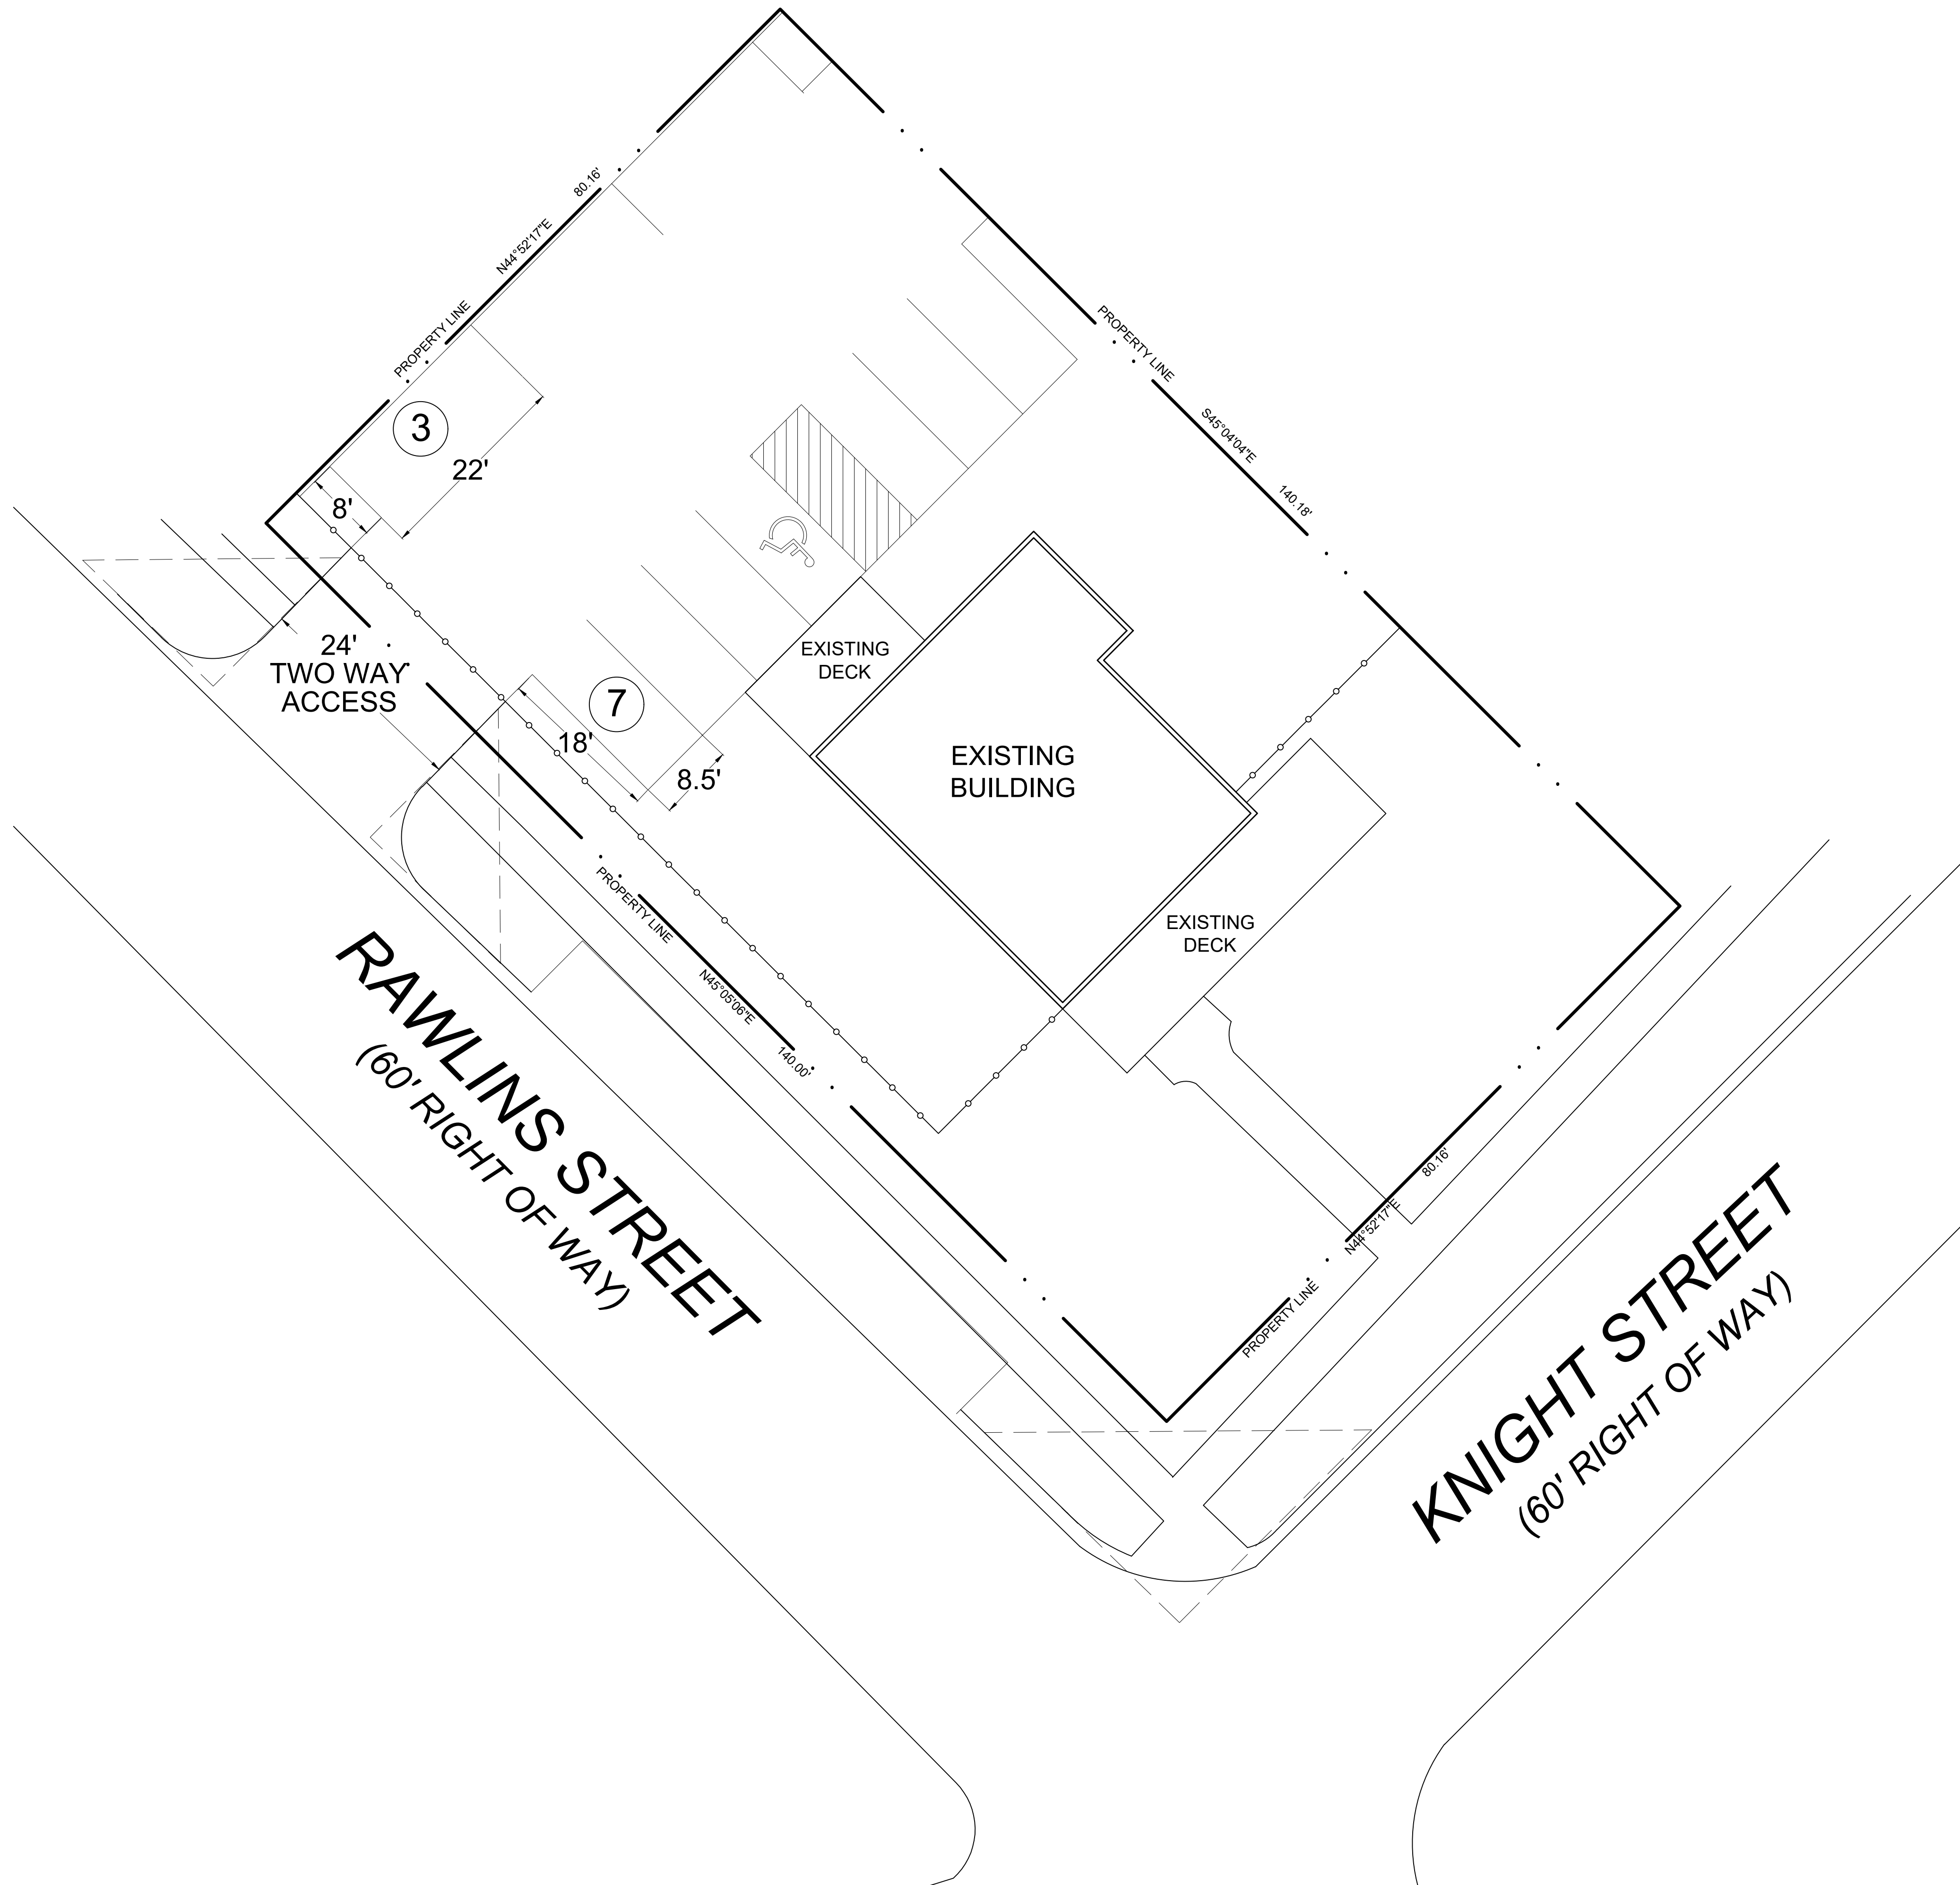 80.16'
N44°52'17"E
PROPERTY LINE
3
22'
8'
PROPERTY LINE
S45°04'04"E
140.18'
24'
TWO WAY
ACCESS
7
18'
8.5'
EXISTING
DECK
EXISTING
BUILDING
EXISTING
DECK
PROPERTY LINE
N45°05'06"E
140.00'
RAWLINS STREET
(60' RIGHT OF WAY)
80.16'
N44°52'17"E
PROPERTY LINE
KNIGHT STREET
(60' RIGHT OF WAY)